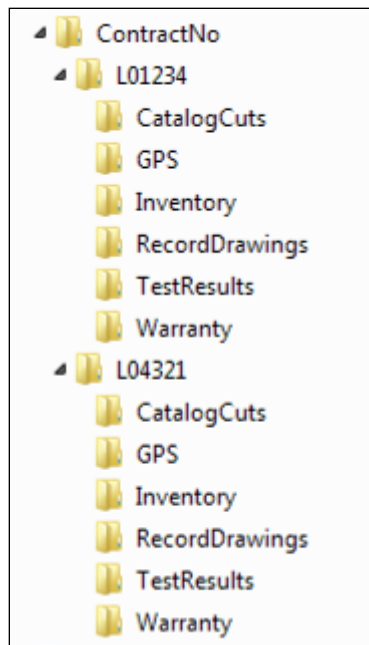 ContractNo
L01234
CatalogCuts
GPS
Inventory
RecordDrawings
TestResults
Warranty
L04321
CatalogCuts
GPS
Inventory
RecordDrawings
TestResults
Warranty